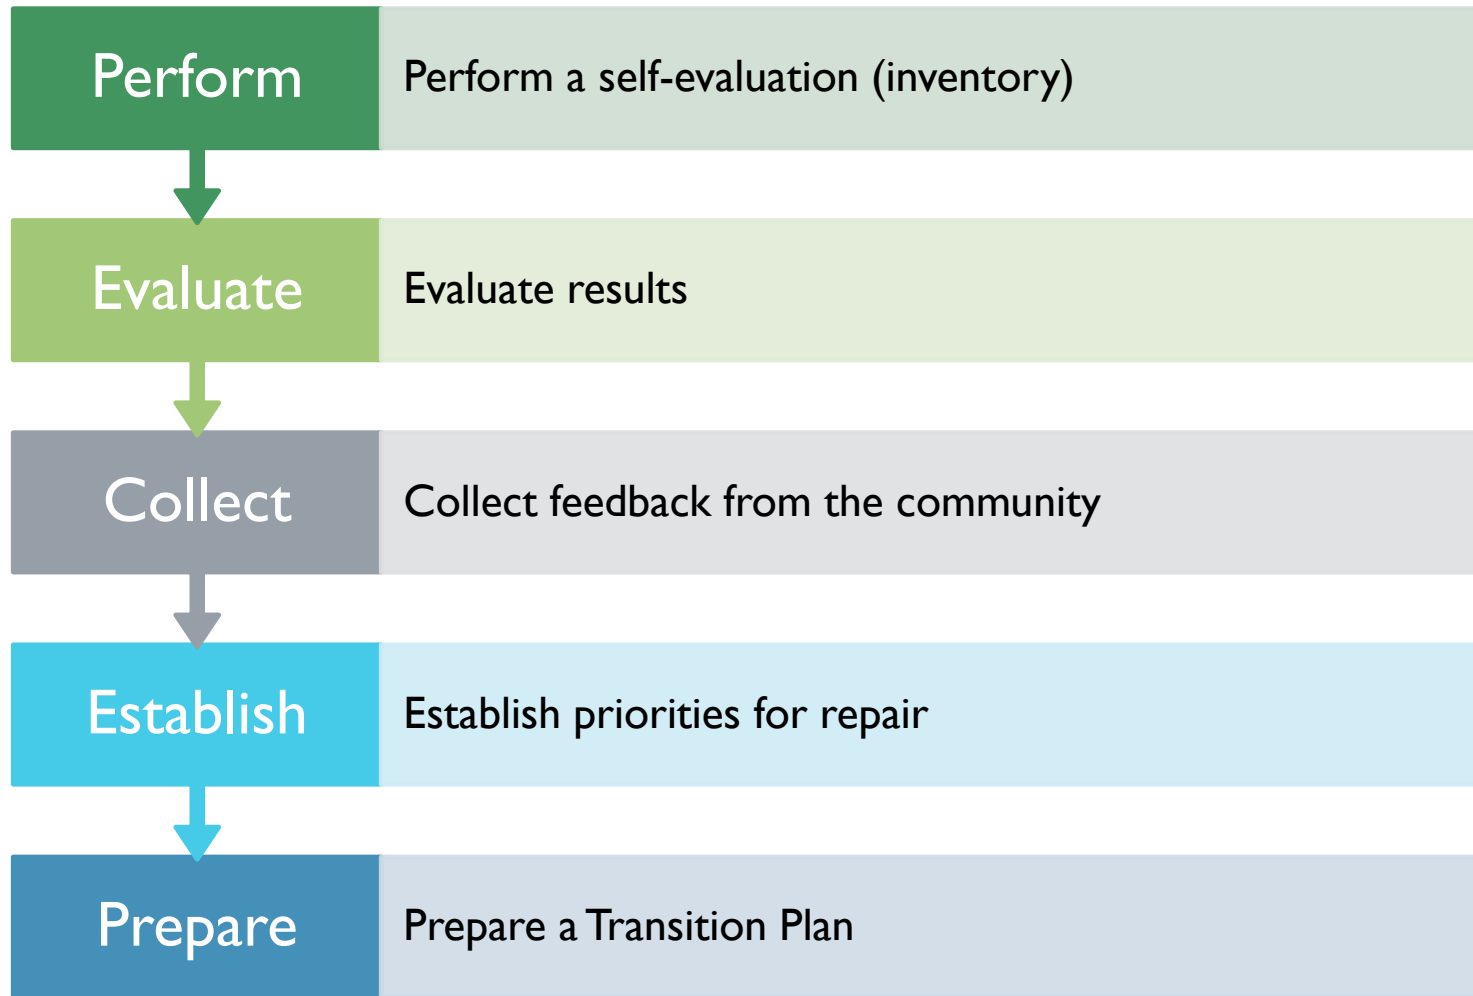 Perform
Perform a self-evaluation (inventory)
Evaluate
Evaluate results
Collect
Collect feedback from the community
Establish
Establish priorities for repair
Prepare
Prepare a Transition Plan